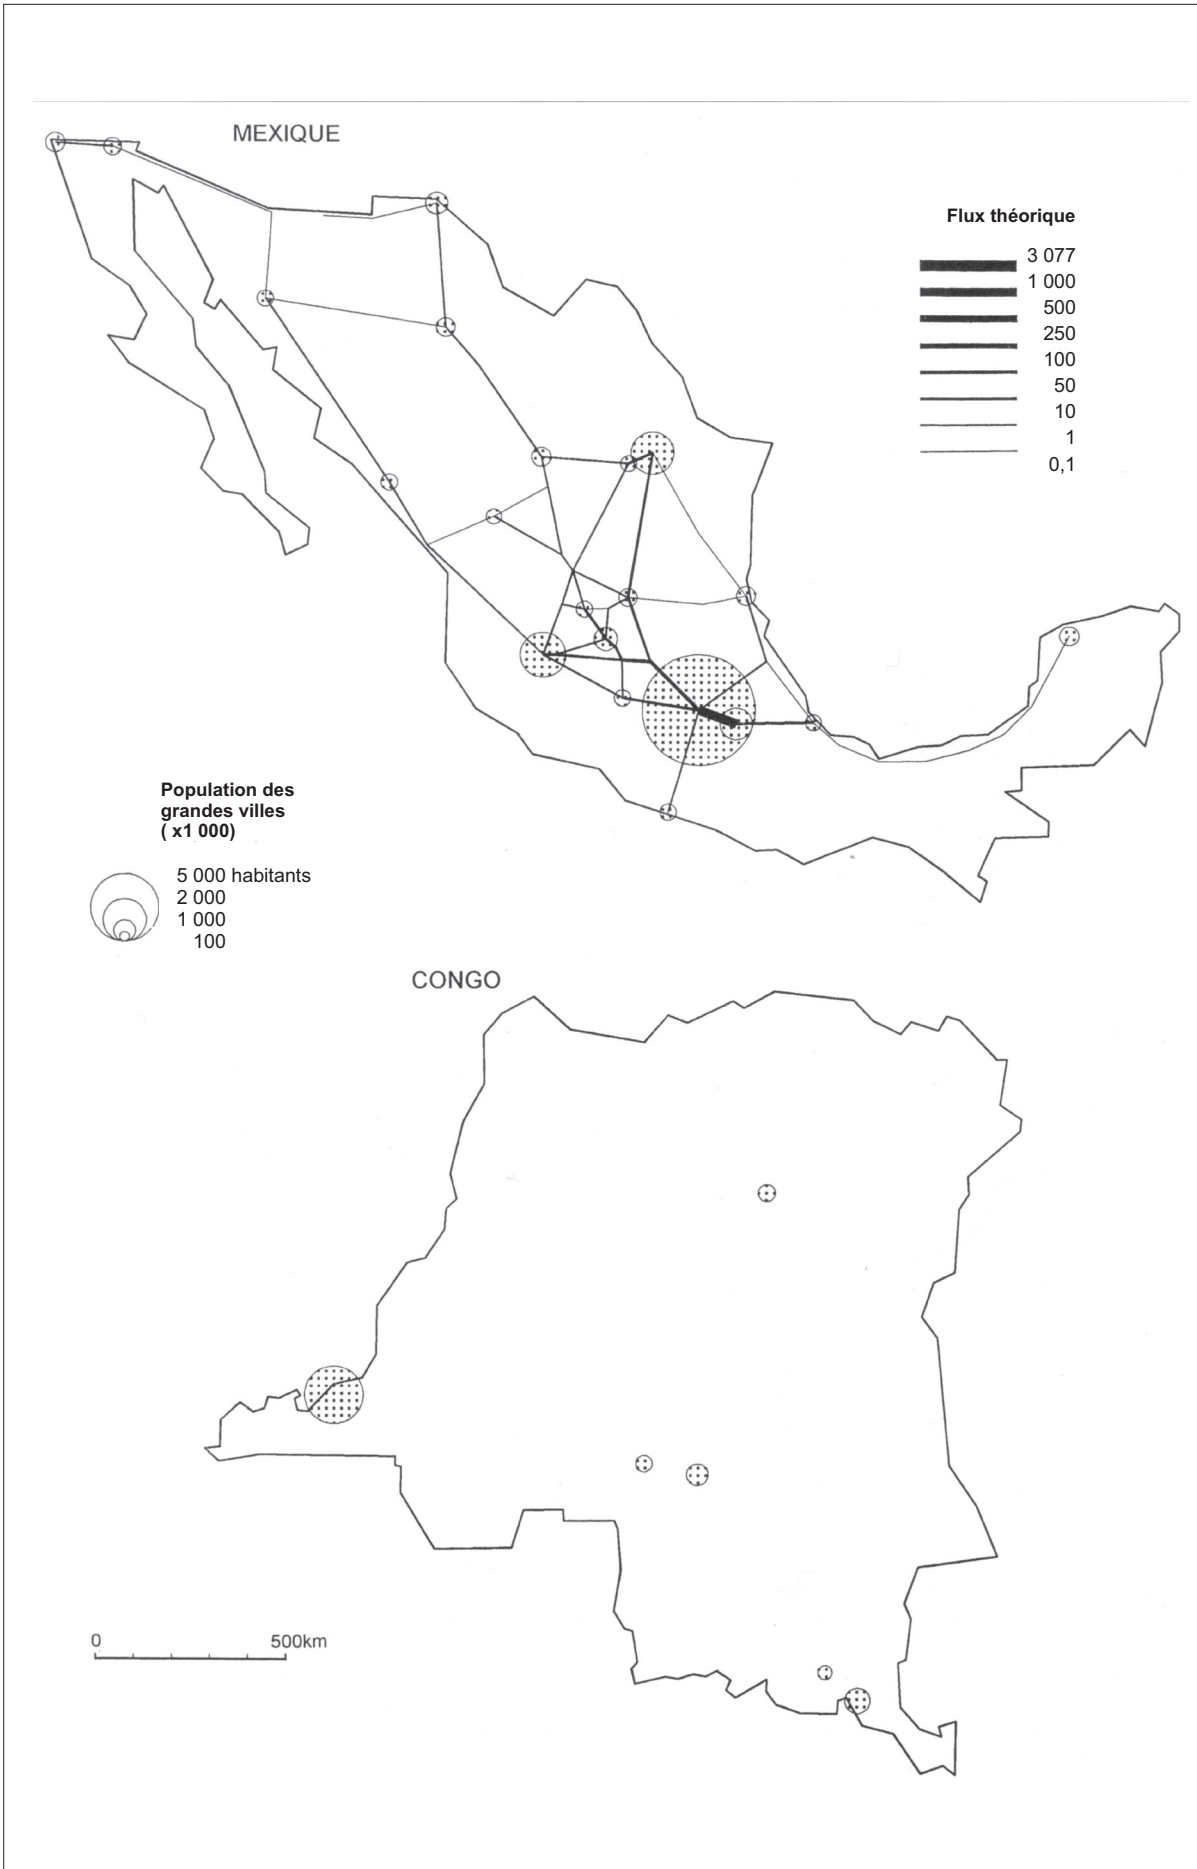 MEXIQUE
Flux théorique
3 077
1 000
500
250
100
50
10
1
0,1
Population des
grandes villes
( x1 000)
5 000 habitants
2 000
1 000
100
CONGO
0 500km